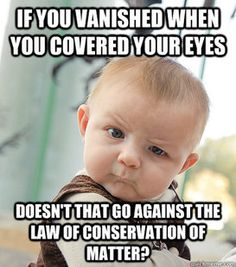 IF YOU VANISHED WHEN
YOU COVERED YOUR EYES
DOESN'T THAT GO AGAINST THE
LAW OF CONSERVATION OF
MATTER?